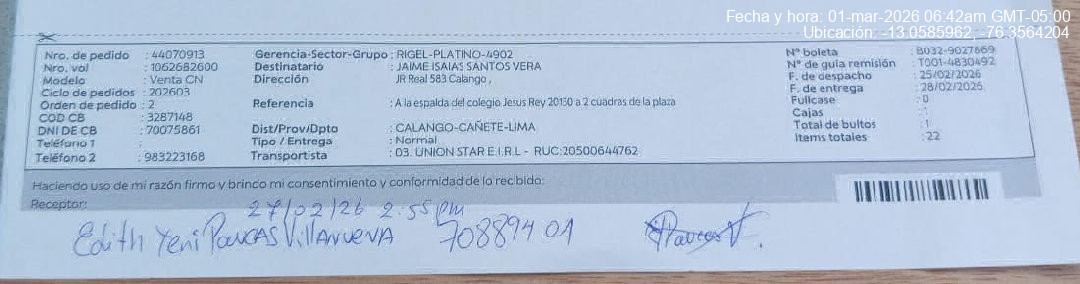 Fecha y hora: 01-mar-2026 06:42am GMT-05:00
Ubicación: -13.0585962, -76.3564204
Nro. de pedido : 44070913 Gerencia-Sector-Grupo : RIGEL-PLATINO-4902 N° boleta : B032-9027869
Nro. vol : 1062682600 Destinatario : JAIME ISAIAS SANTOS VERA N° de guía remisión : T001-4830492
Modelo : Venta CN Dirección : JR Real 583 Calango , F. de despacho : 25/02/2026
Ciclo de pedidos : 202603 F. de entrega : 28/02/2026
Orden de pedido : 2 Referencia : A la espalda del colegio Jesus Rey 20130 a 2 cuadras de la plaza Fullcase : 0
COD CB : 3287148 Cajas : 1
DNI DE CB : 70075861 Dist/Prov/Dpto : CALANGO-CAÑETE-LIMA Total de bultos : 1
Teléfono 1 : Tipo / Entrega : Normal Items totales : 22
Teléfono 2 : 983223168 Transportista : 03. UNION STAR E.I.R.L - RUC:20500644762
Haciendo uso de mi razón firmo y brinco mi consentimiento y conformidad de lo recibido:
Receptor:
27/02/26 2:55 pm
Edith Yeni Paucas Villanueva 70889401